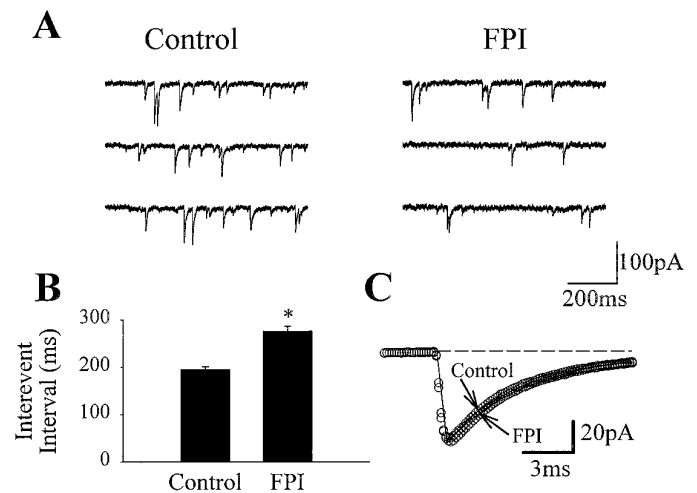 A
Control
FPI
100pA
200ms
B
C
300
200
100
0
Interevent
Interval (ms)
*
Control
FPI
Control
FPI
20pA
3ms